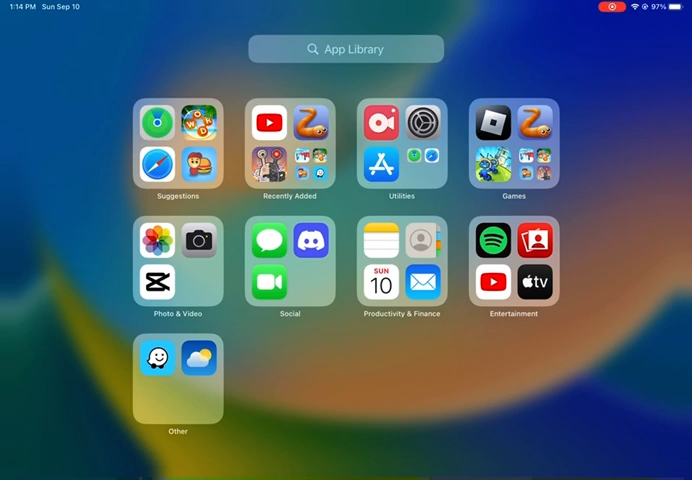 1:14 PM Sun Sep 10
97%
App Library
WORD
Suggestions
Recently Added
Utilities
Games
Photo & Video
Social
SUN
10
Productivity & Finance
tv
Entertainment
Other